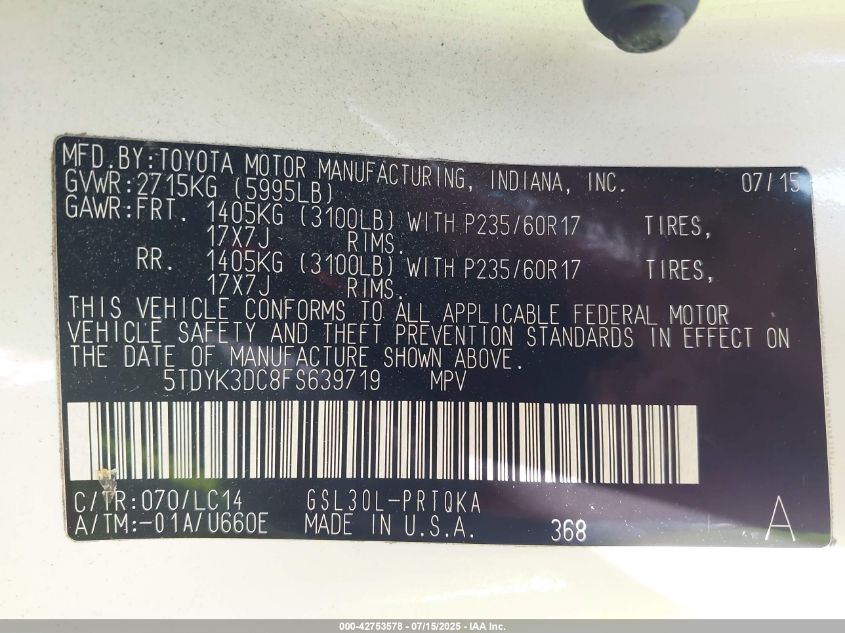 MFD.BY:TOYOTA MOTOR MANUFACTURING, INDIANA, INC. 07/15
GVWR:2715KG (5995LB)
GAWR:FRT. 1405KG (3100LB) WITH P235/60R17 TIRES,
17X7J RIMS.
RR. 1405KG (3100LB) WITH P235/60R17 TIRES,
17X7J RIMS.
THIS VEHICLE CONFORMS TO ALL APPLICABLE FEDERAL MOTOR
VEHICLE SAFETY AND THEFT PREVENTION STANDARDS IN EFFECT ON
THE DATE OF MANUFACTURE SHOWN ABOVE.
5TDYK3DC8FS639719 MPV
C/TR:070/LC14 GSL30L-PRTQKA
A/TM:-01A/U660E MADE IN U.S.A. 368 A
000-42753578 - 07/15/2025 - IAA Inc.